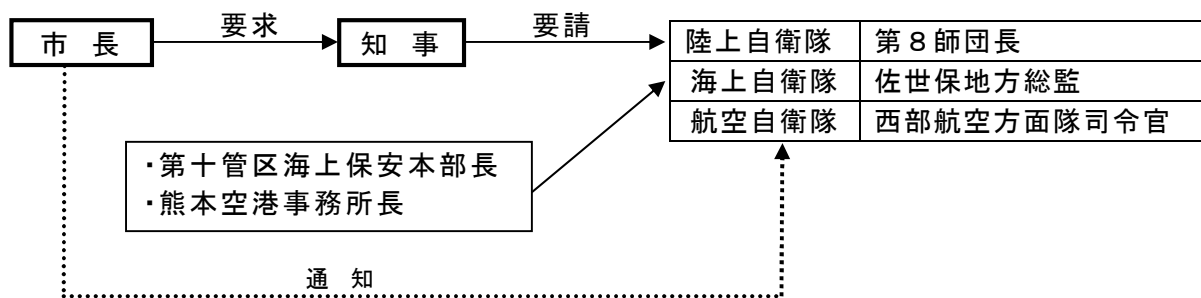 市　長
要求
知　事
要請
陸上自衛隊　第８師団長
海上自衛隊　佐世保地方総監
航空自衛隊　西部航空方面隊司令官
・第十管区海上保安本部長
・熊本空港事務所長
通　知